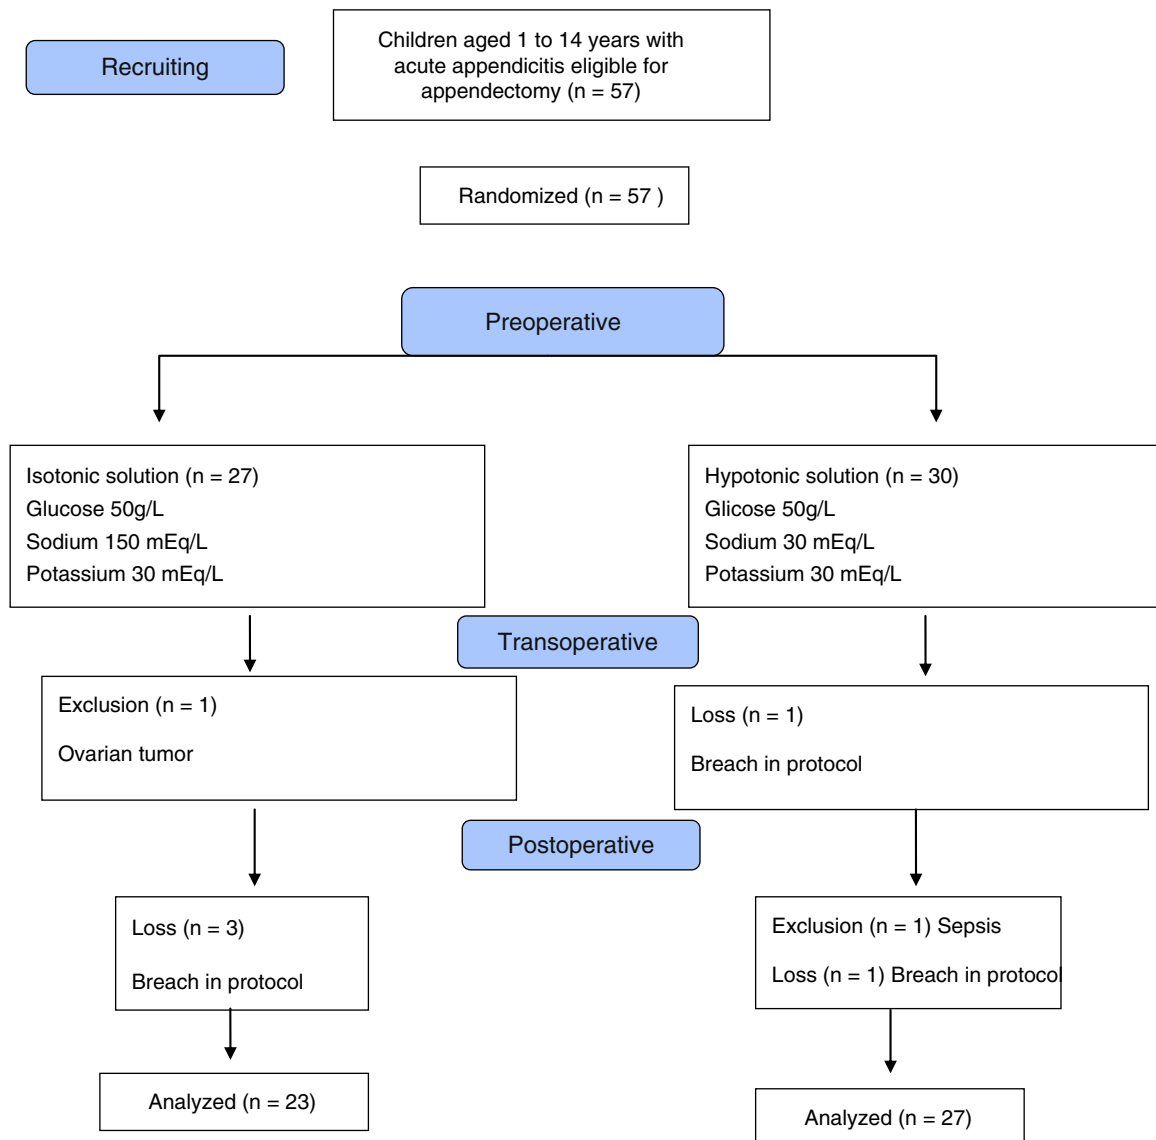 Recruiting
Children aged 1 to 14 years with
acute appendicitis eligible for
appendectomy (n = 57)
Randomized (n = 57 )
Preoperative
Isotonic solution (n = 27)
Glucose 50g/L
Sodium 150 mEq/L
Potassium 30 mEq/L
Hypotonic solution (n = 30)
Glicose 50g/L
Sodium 30 mEq/L
Potassium 30 mEq/L
Transoperative
Exclusion (n = 1)
Ovarian tumor
Loss (n = 1)
Breach in protocol
Postoperative
Loss (n = 3)
Breach in protocol
Exclusion (n = 1) Sepsis
Loss (n = 1) Breach in protocol
Analyzed (n = 23)
Analyzed (n = 27)